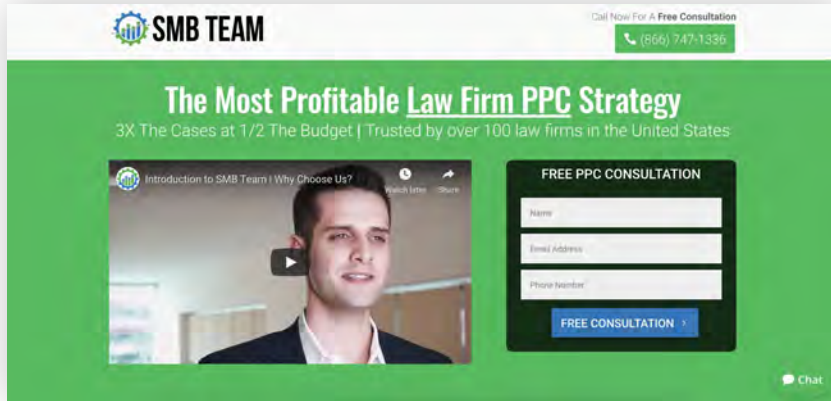 SMB TEAM
Call Now For A Free Consultation
(866) 747-1336
The Most Profitable Law Firm PPC Strategy
3X The Cases at 1/2 The Budget | Trusted by over 100 law firms in the United States
Introduction to SMB Team I Why Choose Us?
Watch later
Share
FREE PPC CONSULTATION
Name
Email Address
Phone Number
FREE CONSULTATION
Chat